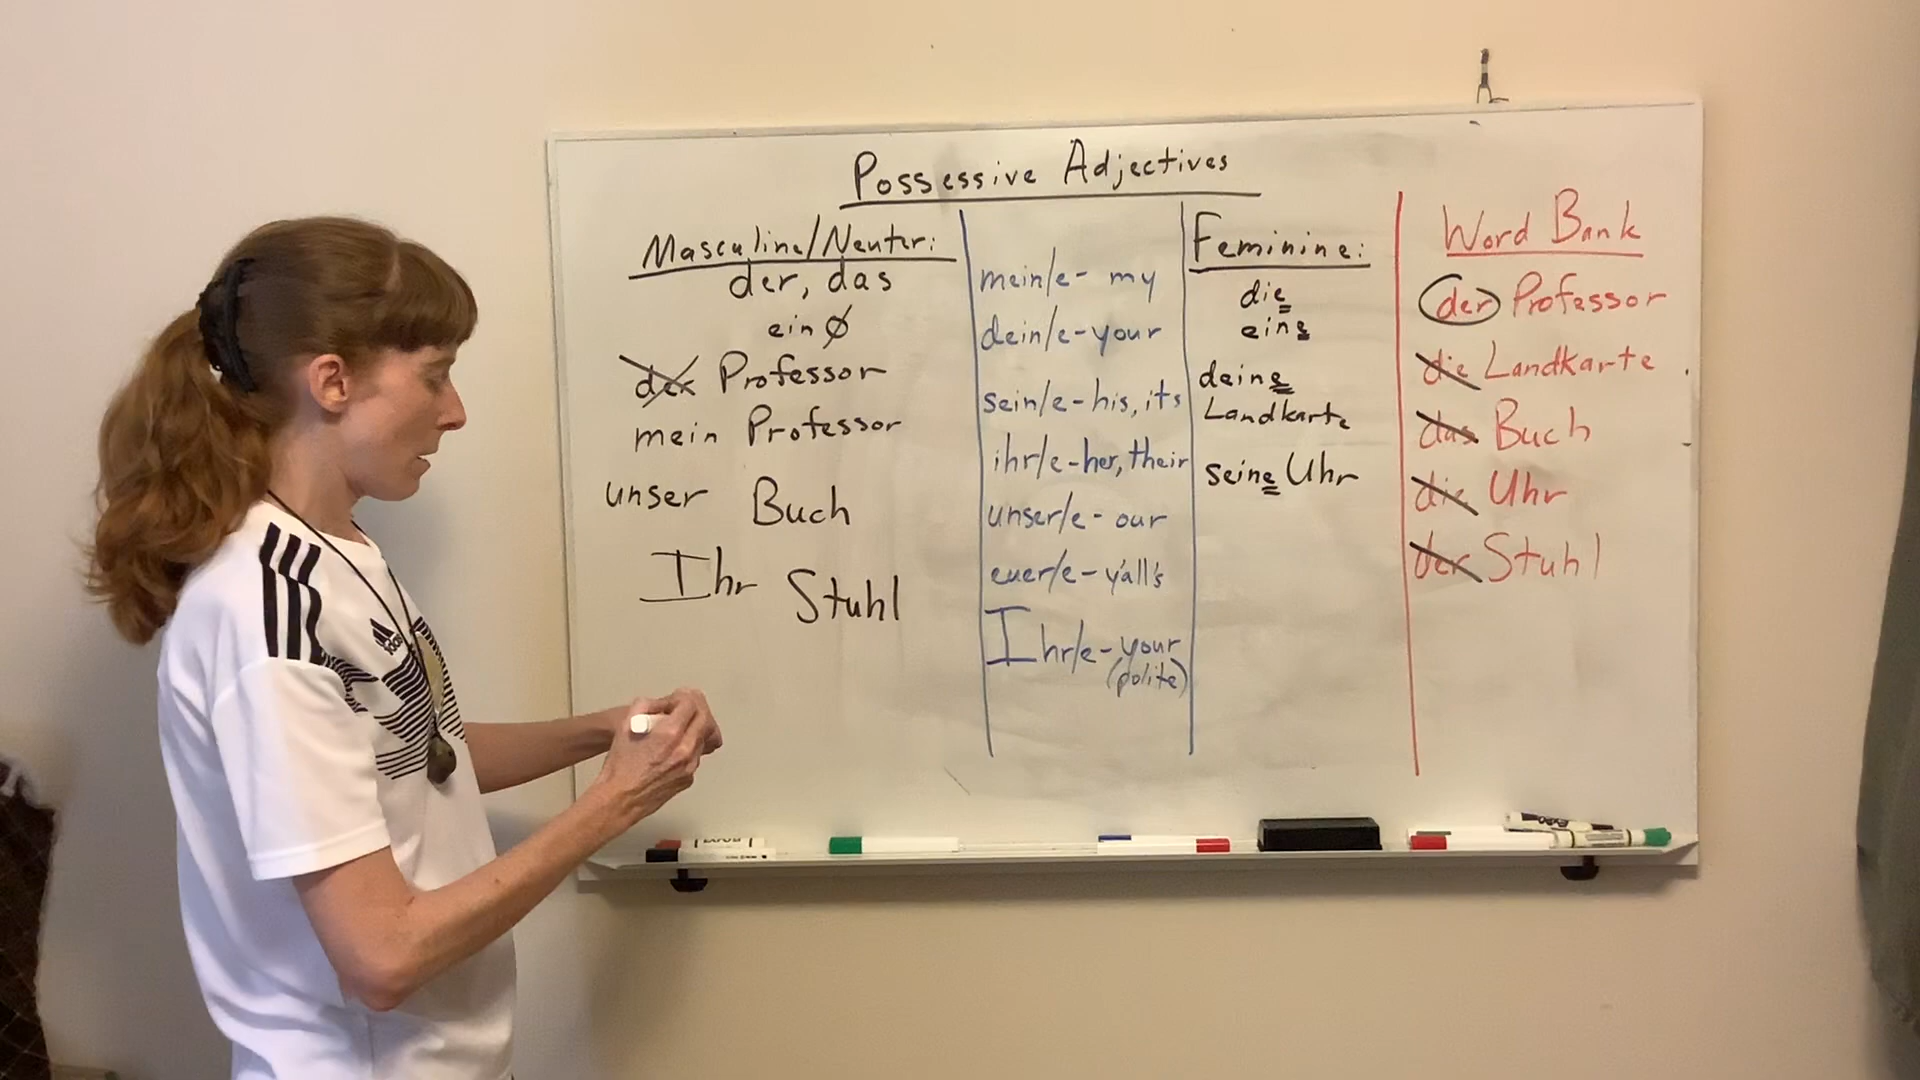 Possessive Adjectives
Masculine/Neuter:
der, das
ein Ø
der Professor
mein Professor
unser Buch
Ihr Stuhl
mein/e - my
dein/e - your
sein/e - his, its
ihr/e - her, their
unser/e - our
euer/e - y'all's
Ihr/e - your
(polite)
Feminine:
die
eine
deine
Landkarte
seine Uhr
Word Bank
der Professor
die Landkarte
das Buch
die Uhr
der Stuhl
adidas